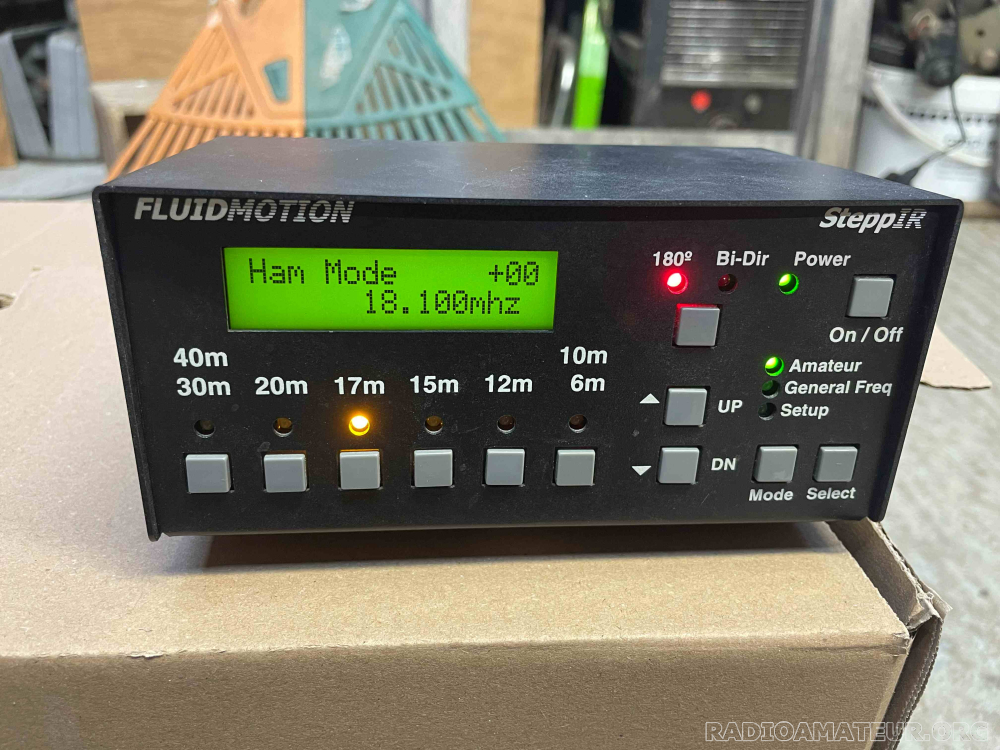 FLUIDMOTION
SteppIR
Ham Mode +00
18.100mhz
180º Bi-Dir Power
On / Off
40m 10m
30m 20m 17m 15m 12m 6m
Amateur
General Freq
Setup
UP
DN
Mode Select
RADIOAMATEUR.ORG